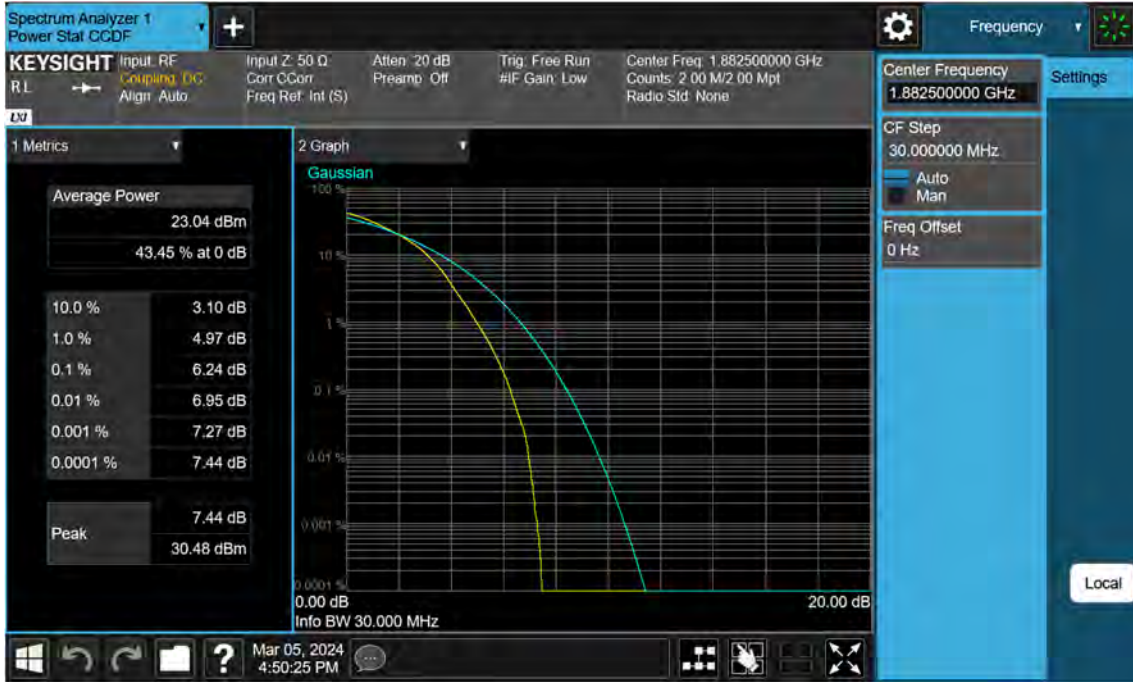 Spectrum Analyzer 1
Power Stat CCDF
Frequency
KEYSIGHT
R L
LXI
Input: RF
Coupling: DC
Align: Auto
Input Z: 50 Ω
Corr CCorr
Freq Ref: Int (S)
Atten: 20 dB
Preamp: Off
Trig: Free Run
#IF Gain: Low
Center Freq: 1.882500000 GHz
Counts: 2.00 M/2.00 Mpt
Radio Std: None
Center Frequency
1.882500000 GHz
Settings
CF Step
30.000000 MHz
Auto
Man
Freq Offset
0 Hz
1 Metrics
Average Power
23.04 dBm
43.45 % at 0 dB
10.0 % 3.10 dB
1.0 % 4.97 dB
0.1 % 6.24 dB
0.01 % 6.95 dB
0.001 % 7.27 dB
0.0001 % 7.44 dB
Peak
7.44 dB
30.48 dBm
2 Graph
Gaussian
100 %
10 %
1 %
0.1 %
0.01 %
0.001 %
0.0001 %
0.00 dB 20.00 dB
Info BW 30.000 MHz
Local
?
Mar 05, 2024
4:50:25 PM